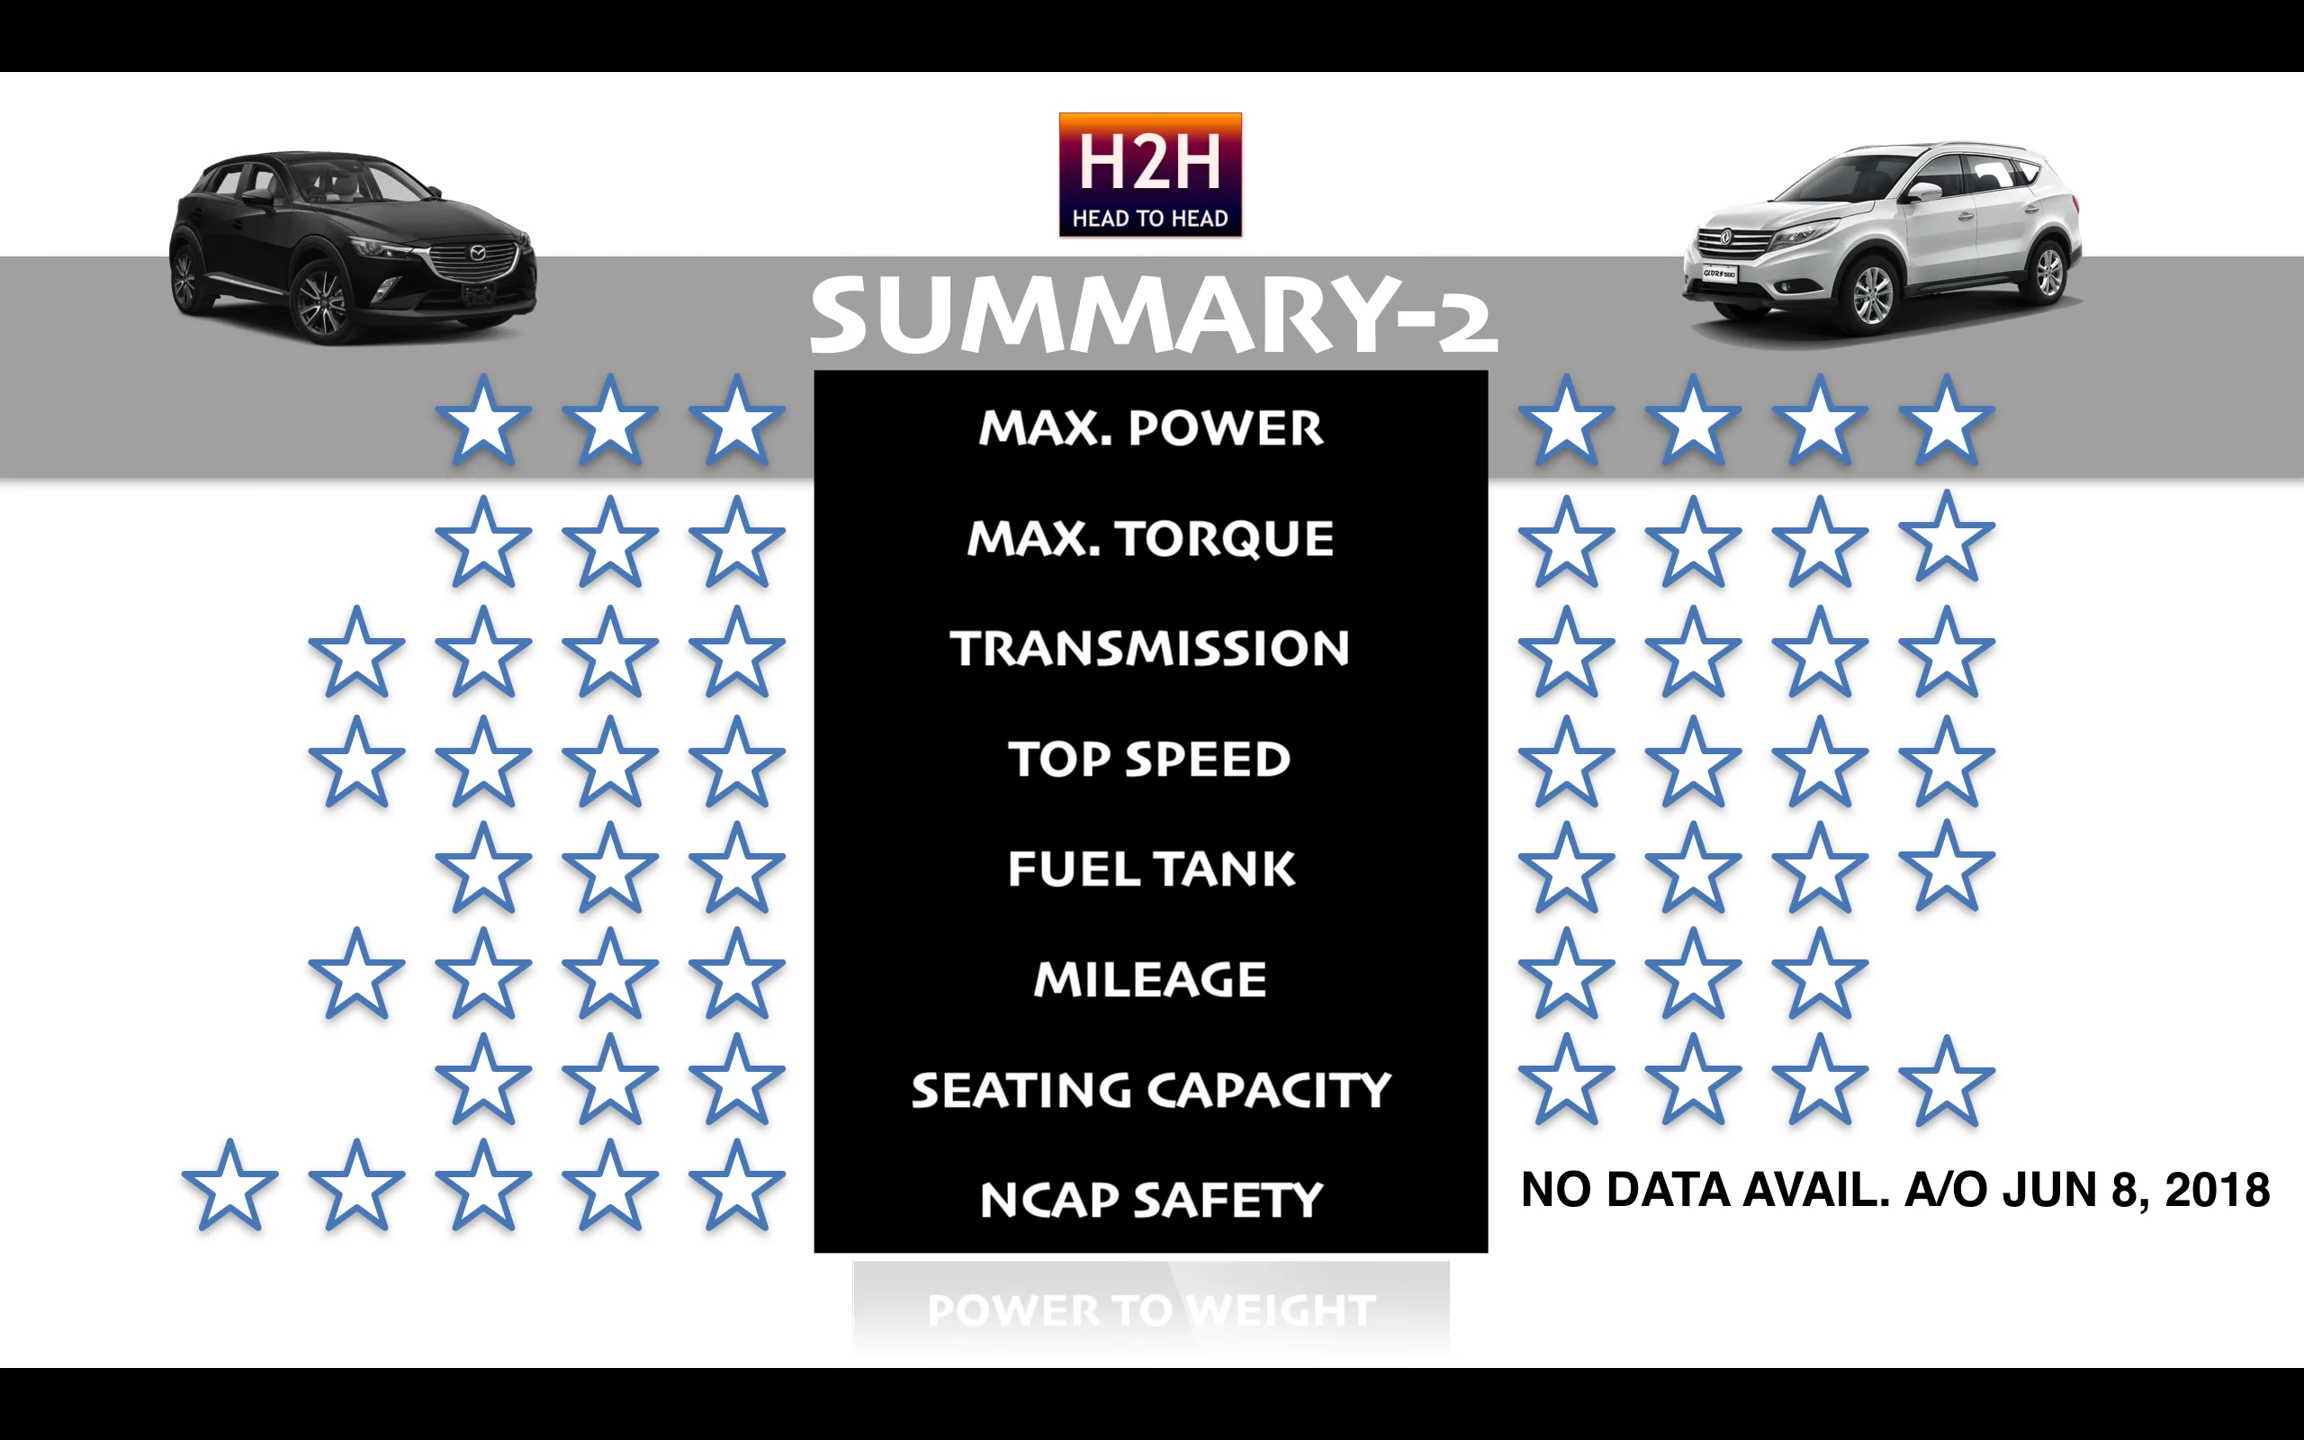 H2H
HEAD TO HEAD
SUMMARY-2
MAX. POWER
MAX. TORQUE
TRANSMISSION
TOP SPEED
FUEL TANK
MILEAGE
SEATING CAPACITY
NCAP SAFETY
NO DATA AVAIL. A/O JUN 8, 2018
POWER TO WEIGHT